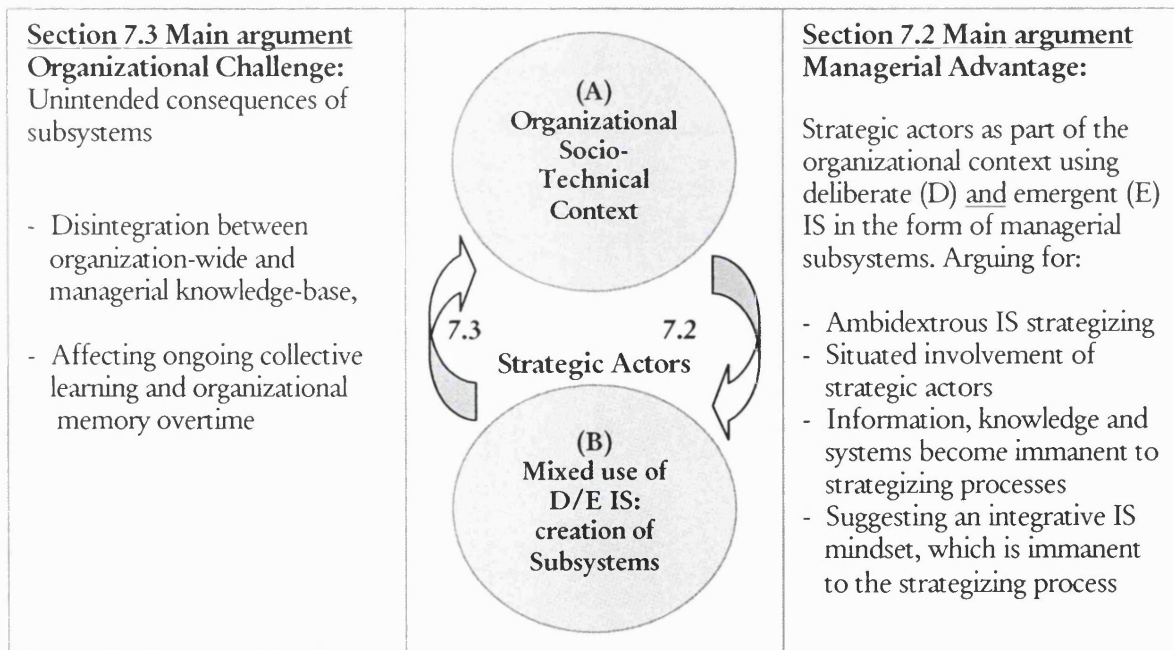 Section 7.3 Main argument
Organizational Challenge:
Unintended consequences of
subsystems
- Disintegration between
organization-wide and
managerial knowledge-base,
- Affecting ongoing collective
learning and organizational
memory overtime
(A)
Organizational
Socio-
Technical
Context
7.3
7.2
Strategic Actors
(B)
Mixed use of
D/E IS:
creation of
Subsystems
Section 7.2 Main argument
Managerial Advantage:
Strategic actors as part of the
organizational context using
deliberate (D) and emergent (E)
IS in the form of managerial
subsystems. Arguing for:
- Ambidextrous IS strategizing
- Situated involvement of
strategic actors
- Information, knowledge and
systems become immanent to
strategizing processes
- Suggesting an integrative IS
mindset, which is immanent
to the strategizing process